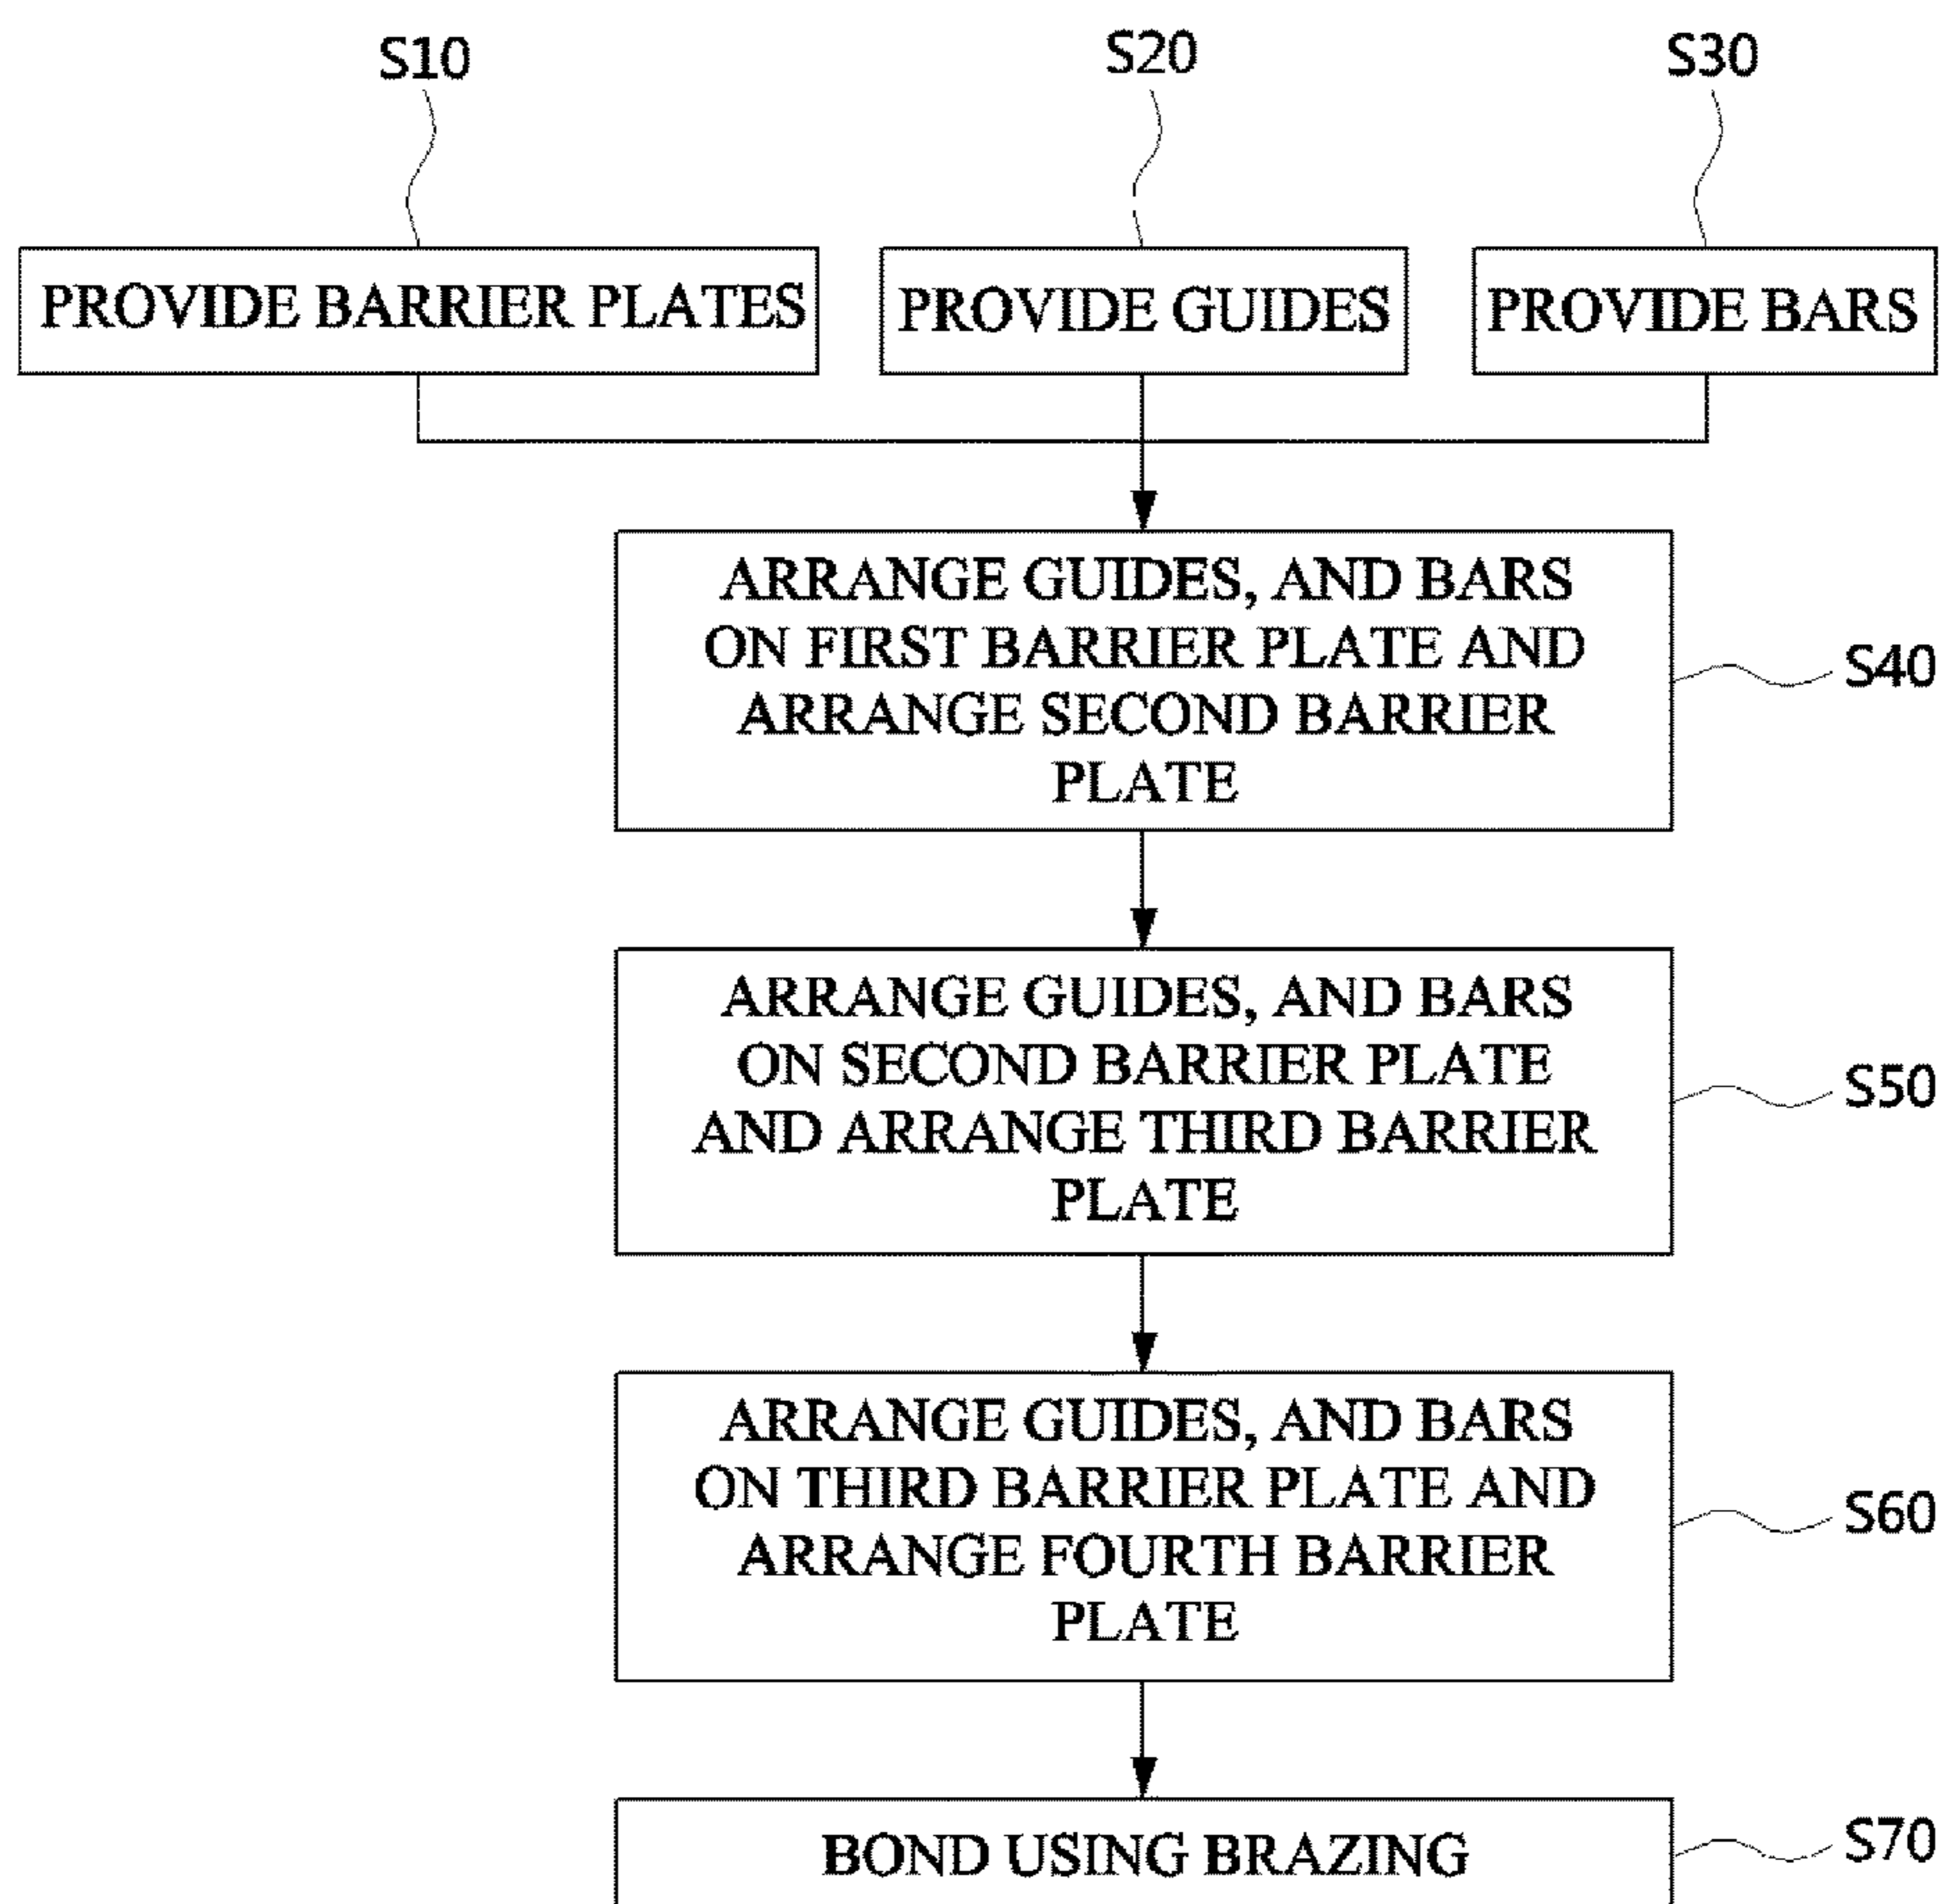 S10
S20
S30
PROVIDE BARRIER PLATES
PROVIDE GUIDES
PROVIDE BARS
ARRANGE GUIDES, AND BARS
ON FIRST BARRIER PLATE AND
ARRANGE SECOND BARRIER
PLATE
S40
ARRANGE GUIDES, AND BARS
ON SECOND BARRIER PLATE
AND ARRANGE THIRD BARRIER
PLATE
S50
ARRANGE GUIDES, AND BARS
ON THIRD BARRIER PLATE AND
ARRANGE FOURTH BARRIER
PLATE
S60
BOND USING BRAZING
S70